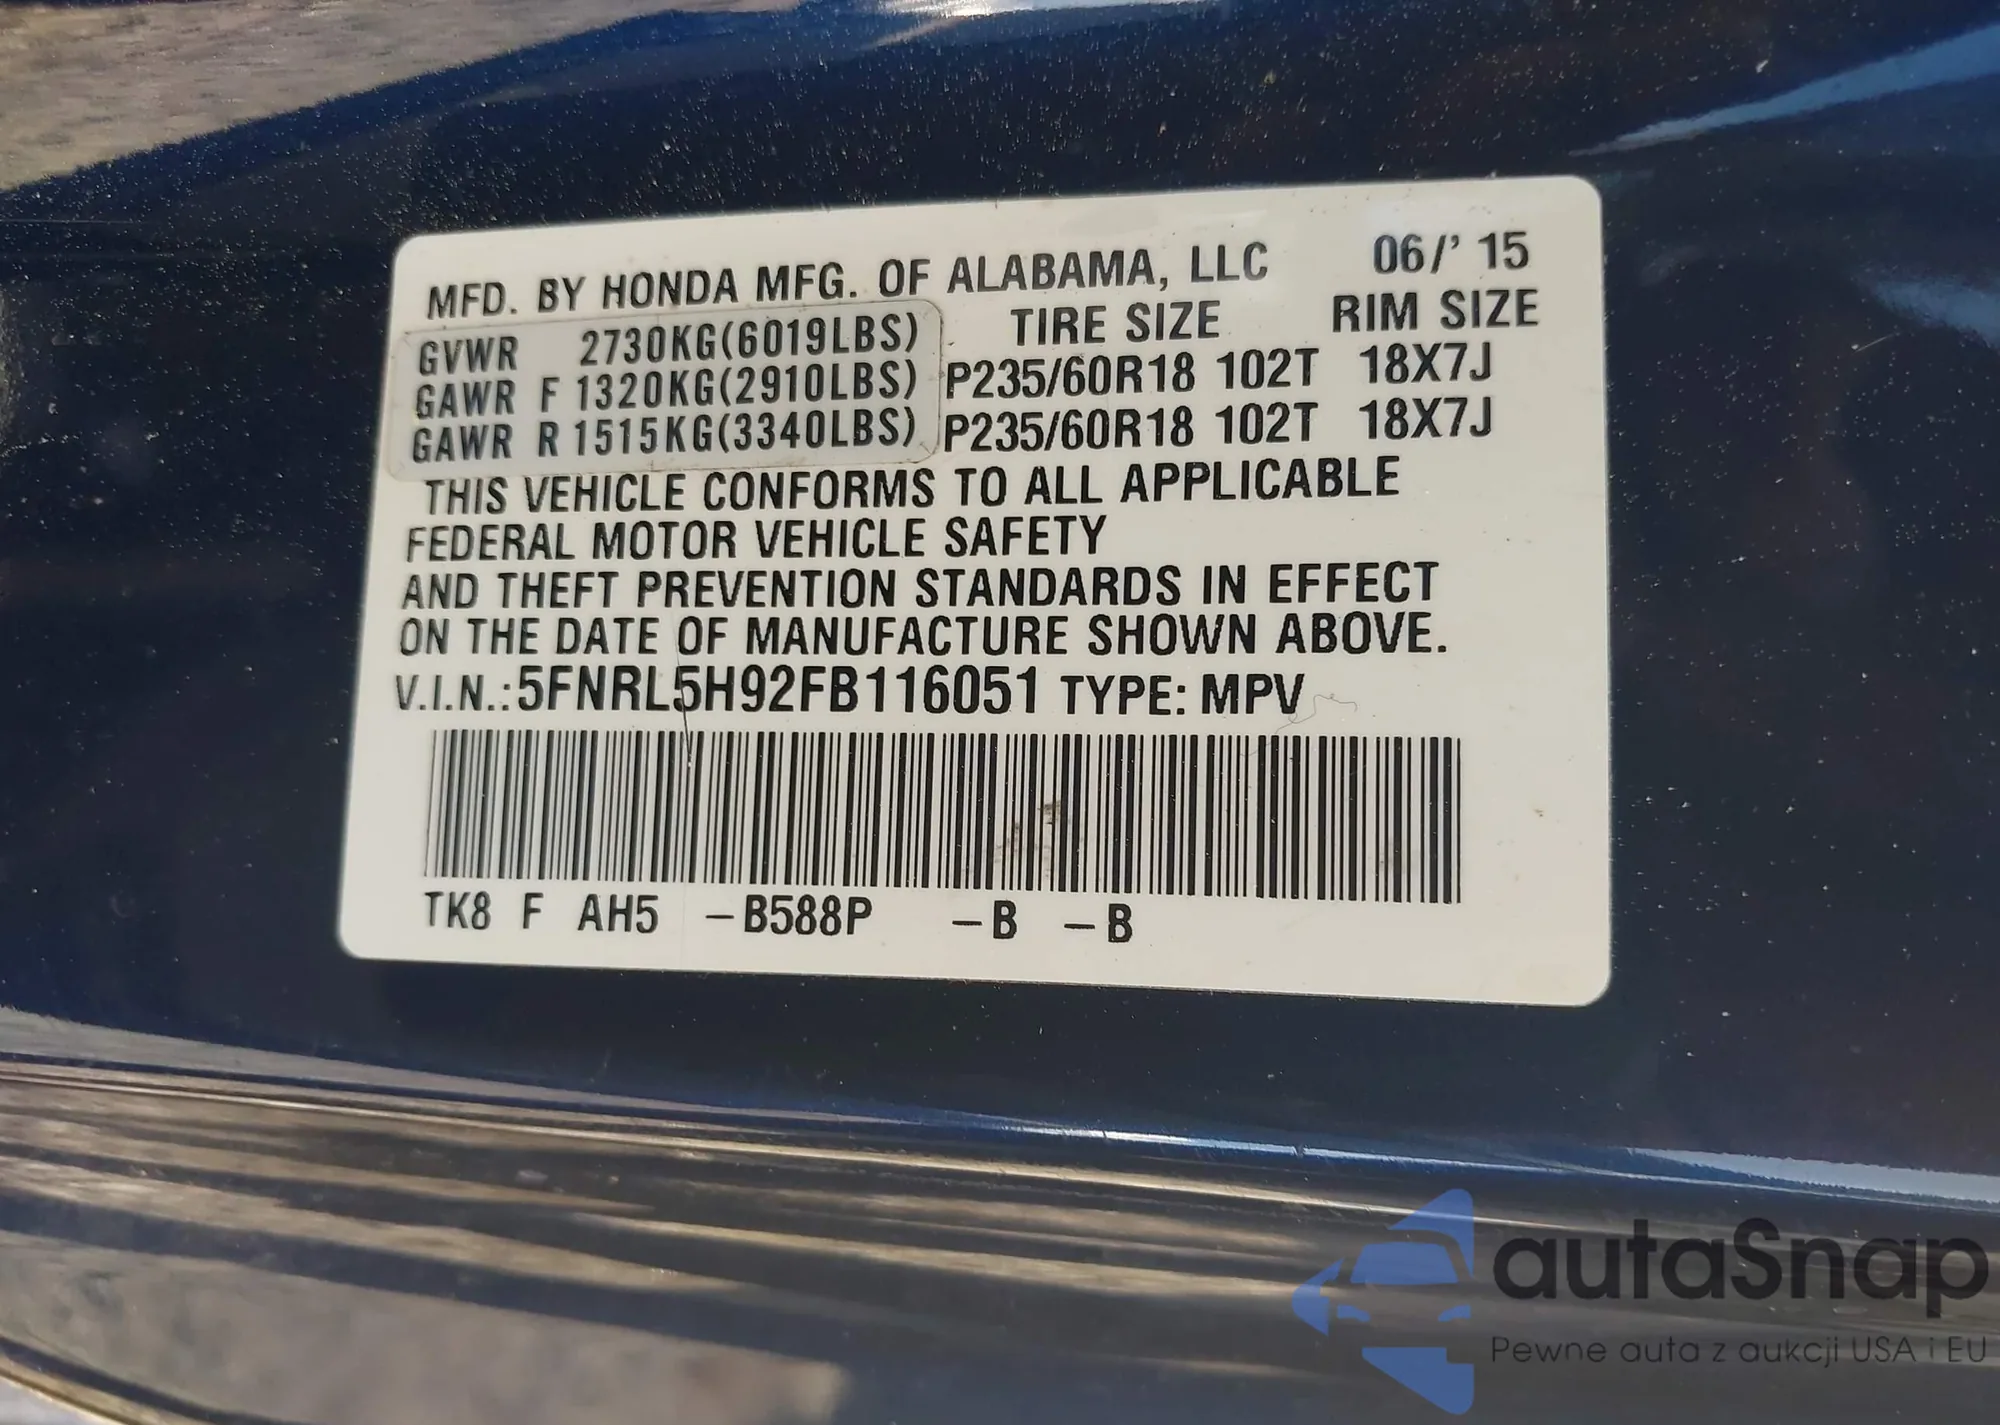 MFD. BY HONDA MFG. OF ALABAMA, LLC 06/' 15
GVWR 2730KG(6019LBS) TIRE SIZE RIM SIZE
GAWR F 1320KG(2910LBS) P235/60R18 102T 18X7J
GAWR R 1515KG(3340LBS) P235/60R18 102T 18X7J
THIS VEHICLE CONFORMS TO ALL APPLICABLE
FEDERAL MOTOR VEHICLE SAFETY
AND THEFT PREVENTION STANDARDS IN EFFECT
ON THE DATE OF MANUFACTURE SHOWN ABOVE.
V.I.N.:5FNRL5H92FB116051 TYPE: MPV
TK8 F AH5 -B588P -B -B
autaSnap
Pewne auta z aukcji USA i EU